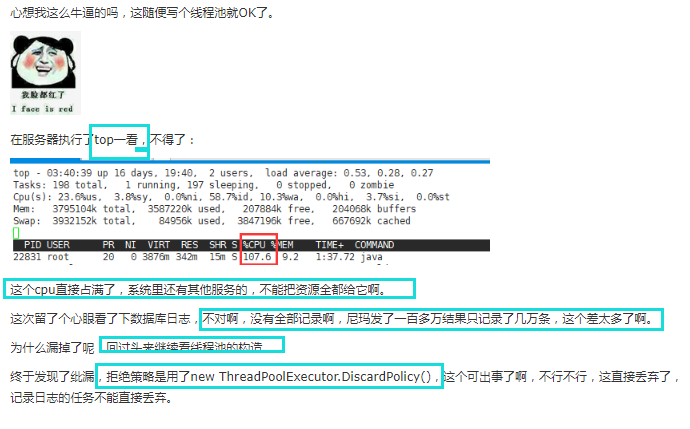 心想我这么牛逼的吗，这随便写个线程池就OK了。
我脸都红了
I face is red
在服务器执行了top一看，不得了：
top - 03:40:39 up 16 days, 19:40,  2 users,  load average: 0.53, 0.28, 0.27
Tasks: 198 total,   1 running, 197 sleeping,   0 stopped,   0 zombie
Cpu(s): 23.6%us,  3.8%sy,  0.0%ni, 58.7%id, 10.3%wa,  0.0%hi,  3.7%si,  0.0%st
Mem:   3795104k total,  3587220k used,   207884k free,   204068k buffers
Swap:  3932152k total,    84956k used,  3847196k free,   667692k cached
PID USER      PR  NI  VIRT  RES  SHR S %CPU %MEM    TIME+  COMMAND
22831 root      20   0 3876m 342m  15m S 107.6  9.2   1:37.72 java
这个cpu直接占满了，系统里还有其他服务的，不能把资源全都给它啊。
这次留了个心眼看了下数据库日志，不对啊，没有全部记录啊，尼玛发了一百多万结果只记录了几万条，这个差太多了啊。
为什么漏掉了呢，回过头来继续看线程池的构造
终于发现了纰漏，拒绝策略是用了new ThreadPoolExecutor.DiscardPolicy()，这个可出事了啊，不行不行，这直接丢弃了，
记录日志的任务不能直接丢弃。